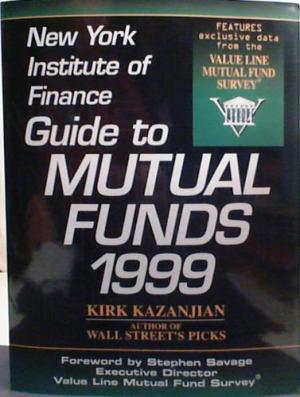 New York
Institute of
Finance
Guide to
MUTUAL
FUNDS
1999
FEATURES
exclusive data
from the
VALUE LINE
MUTUAL FUND
SURVEY®
KIRK KAZANJIAN
AUTHOR OF
WALL STREET'S PICKS
Foreword by Stephen Savage
Executive Director
Value Line Mutual Fund Survey®